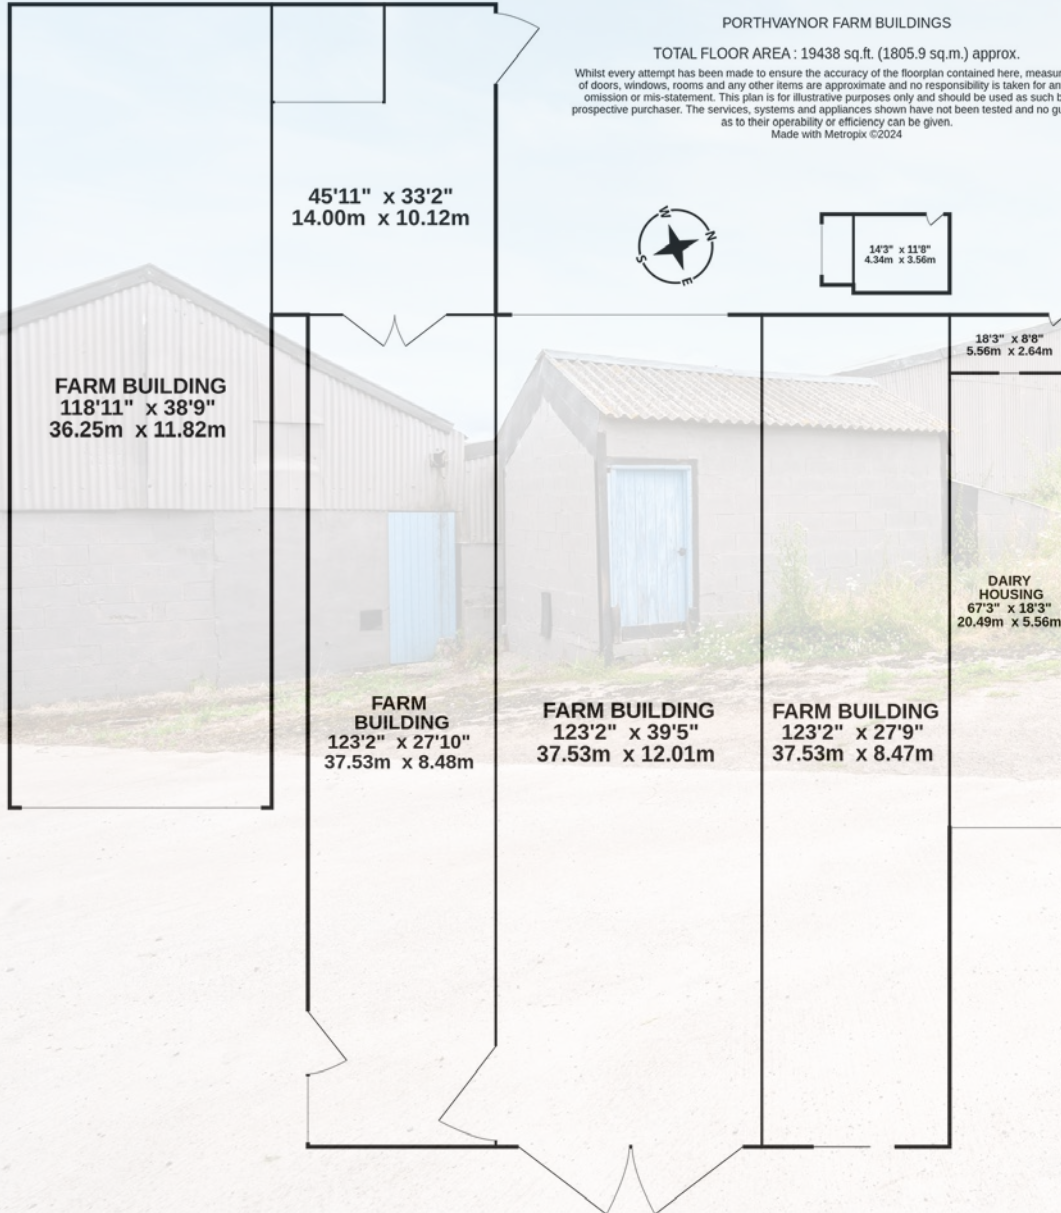 PORTHVAYNOR FARM BUILDINGS
TOTAL FLOOR AREA : 19438 sq.ft. (1805.9 sq.m.) approx.
Whilst every attempt has been made to ensure the accuracy of the floorplan contained here,
of doors, windows, rooms and any other items are approximate and no responsibility is taken for
omission or mis-statement. This plan is for illustrative purposes only and should be used as such
prospective purchaser. The services, systems and appliances shown have not been tested and no
as to their operability or efficiency can be given.
Made with Metropix ©2024
45'11" x 33'2"
14.00m x 10.12m
W
N
S
E
14'3" x 11'8"
4.34m x 3.56m
18'3" x 8'8"
5.56m x 2.64m
FARM BUILDING
118'11" x 38'9"
36.25m x 11.82m
DAIRY
HOUSING
67'3" x 18'3"
20.49m x 5.56m
FARM
BUILDING
123'2" x 27'10"
37.53m x 8.48m
FARM BUILDING
123'2" x 39'5"
37.53m x 12.01m
FARM BUILDING
123'2" x 27'9"
37.53m x 8.47m